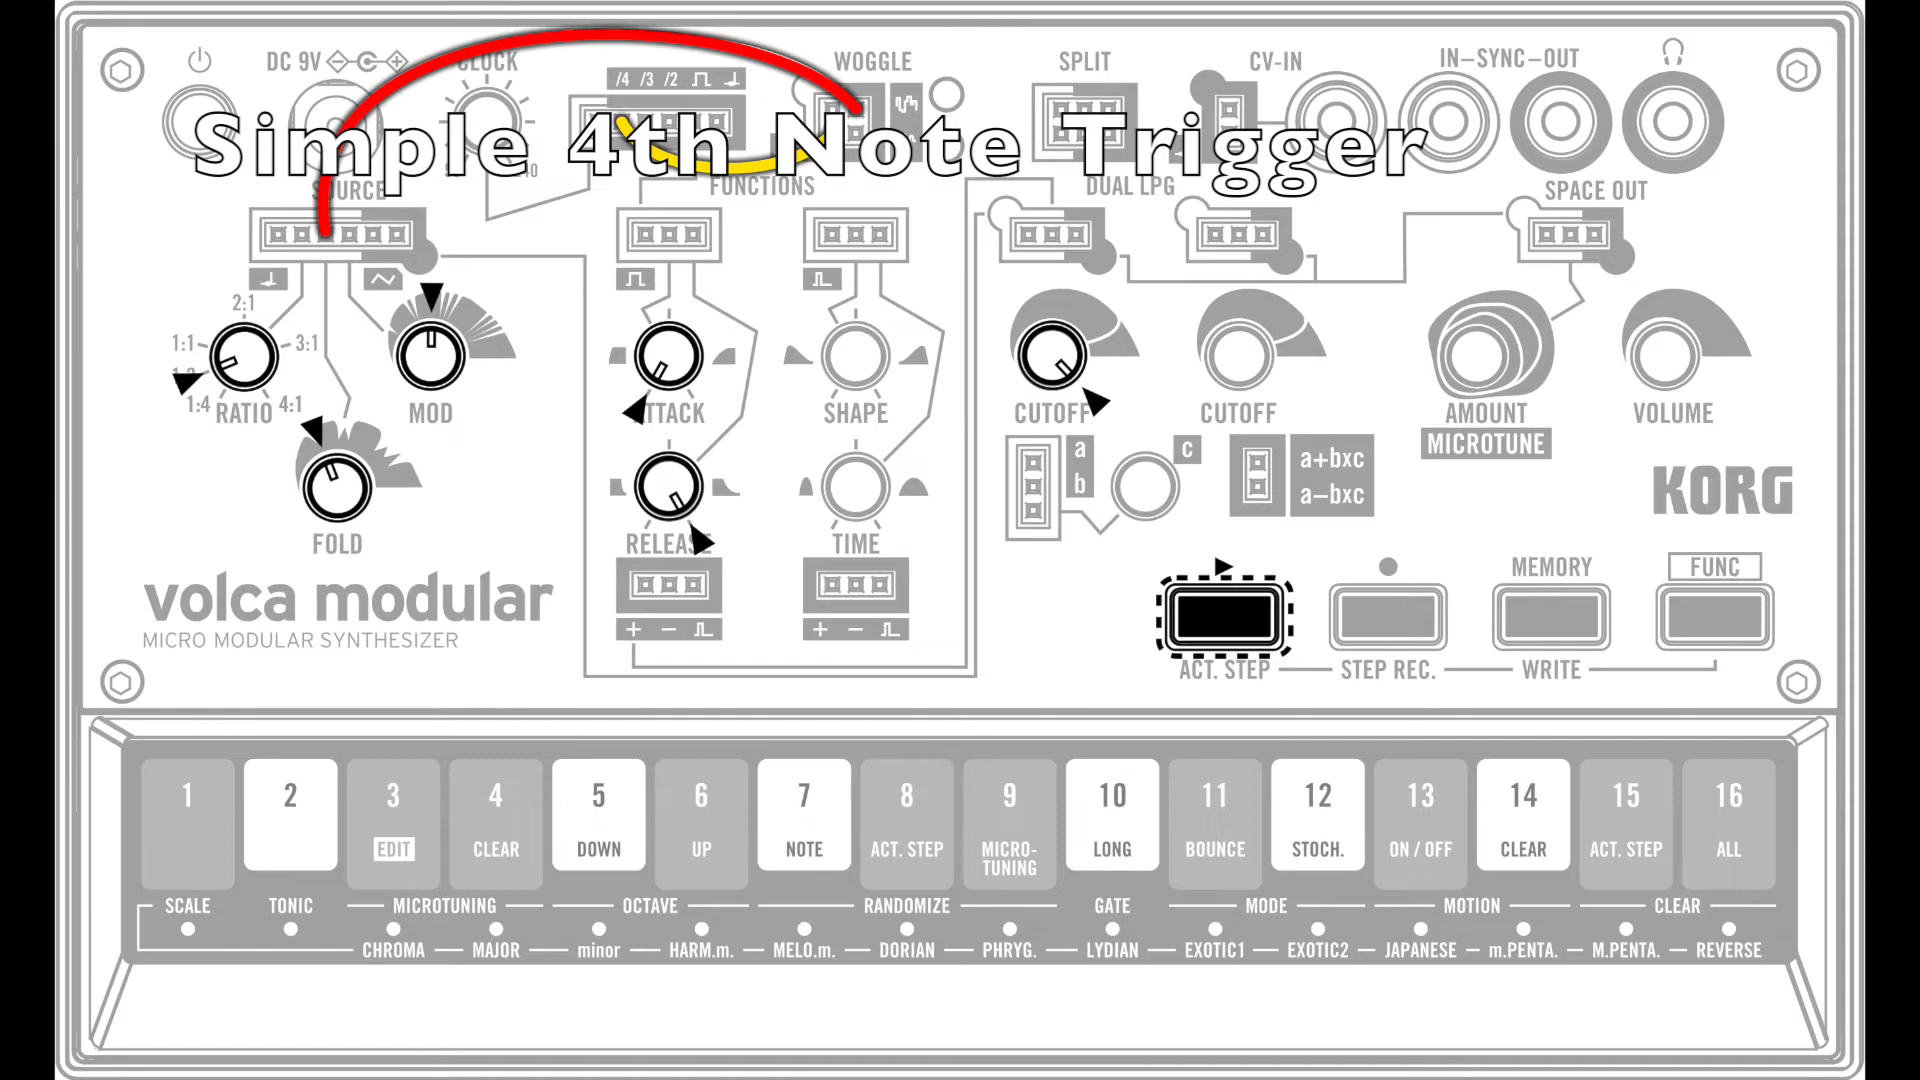 DC 9V
CLOCK
/4 /3 /2
WOGGLE
SPLIT
CV-IN
IN–SYNC–OUT
Simple 4th Note Trigger
SOURCE
FUNCTIONS
DUAL LPG
SPACE OUT
2:1
1:1
3:1
1:4
4:1
RATIO
MOD
ATTACK
SHAPE
CUTOFF
CUTOFF
AMOUNT
MICROTUNE
VOLUME
FOLD
RELEASE
TIME
a
b
c
a+bxc
a–bxc
KORG
volca modular
MICRO MODULAR SYNTHESIZER
+ –
+ –
MEMORY
FUNC
ACT. STEP
STEP REC.
WRITE
1 2 3 4 5 6 7 8 9 10 11 12 13 14 15 16
EDIT CLEAR DOWN UP NOTE ACT. STEP MICRO-TUNING LONG BOUNCE STOCH. ON / OFF CLEAR ACT. STEP ALL
SCALE TONIC MICROTUNING OCTAVE RANDOMIZE GATE MODE MOTION CLEAR
CHROMA MAJOR minor HARM.m. MELO.m. DORIAN PHRYG. LYDIAN EXOTIC1 EXOTIC2 JAPANESE m.PENTA. M.PENTA. REVERSE